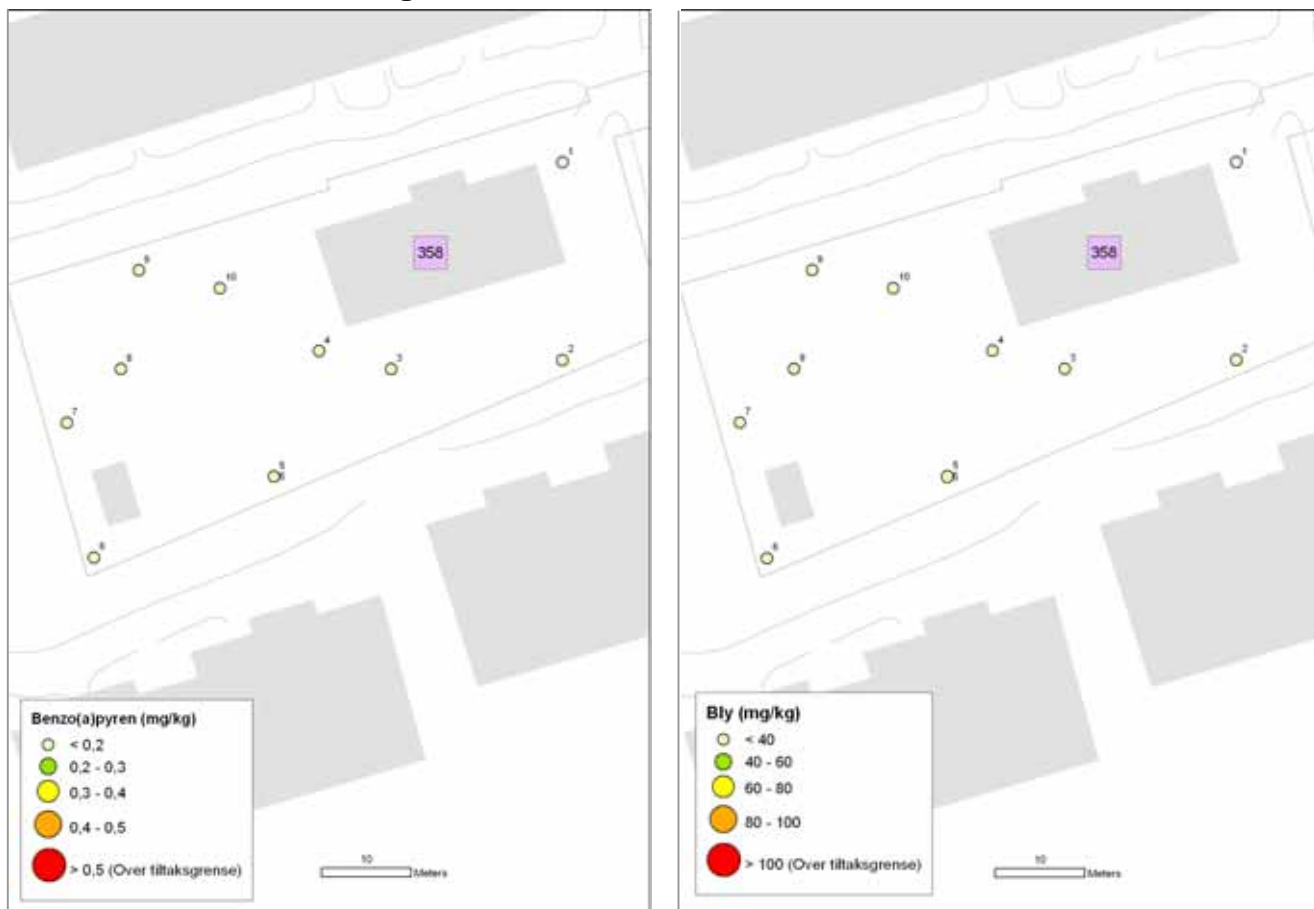 1
358
9
10
4
3
2
8
7
5
6
Benzo(a)pyren (mg/kg)
< 0,2
0,2 - 0,3
0,3 - 0,4
0,4 - 0,5
> 0,5 (Over tiltaksgrense)
10
Meters
1
358
9
10
4
3
2
8
7
5
6
Bly (mg/kg)
< 40
40 - 60
60 - 80
80 - 100
> 100 (Over tiltaksgrense)
10
Meters